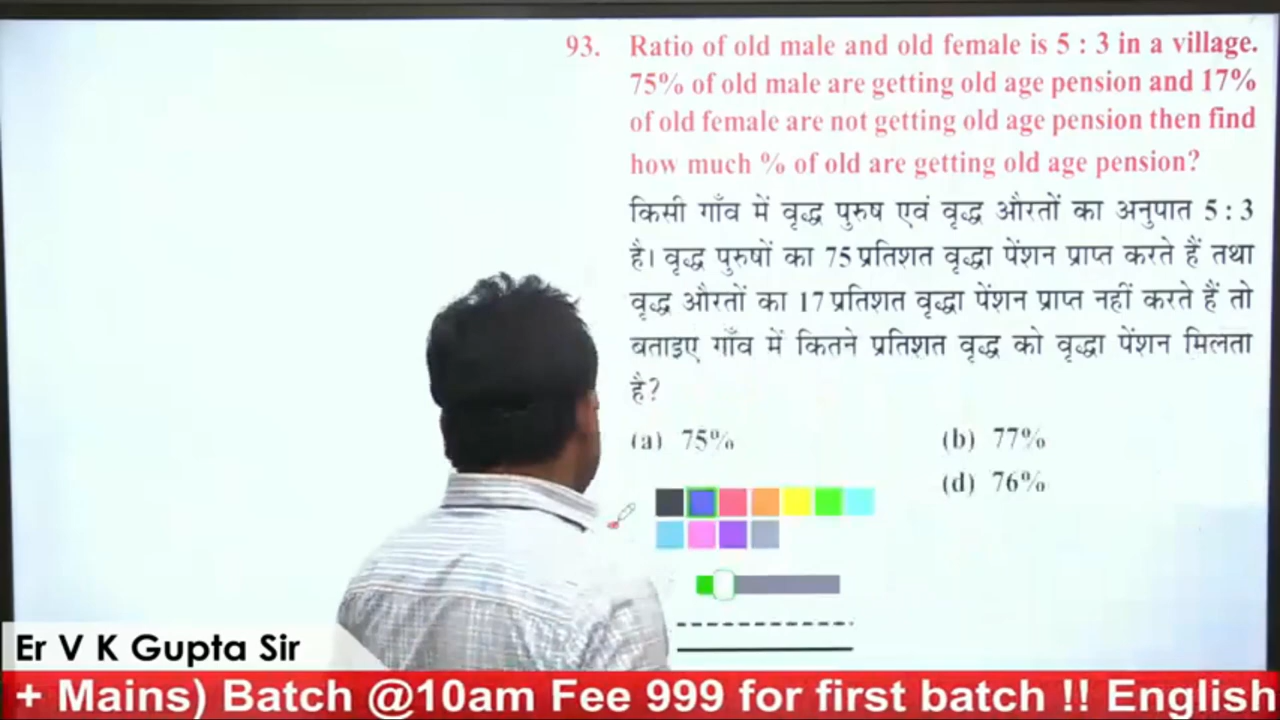 93. Ratio of old male and old female is 5 : 3 in a village.
75% of old male are getting old age pension and 17%
of old female are not getting old age pension then find
how much % of old are getting old age pension?
किसी गाँव में वृद्ध पुरुष एवं वृद्ध औरतों का अनुपात 5 : 3
है। वृद्ध पुरुषों का 75 प्रतिशत वृद्धा पेंशन प्राप्त करते हैं तथा
वृद्ध औरतों का 17 प्रतिशत वृद्धा पेंशन प्राप्त नहीं करते हैं तो
बताइए गाँव में कितने प्रतिशत वृद्ध को वृद्धा पेंशन मिलता
है?
(a) 75% (b) 77%
(d) 76%
Er V K Gupta Sir
+ Mains) Batch @10am Fee 999 for first batch !! English